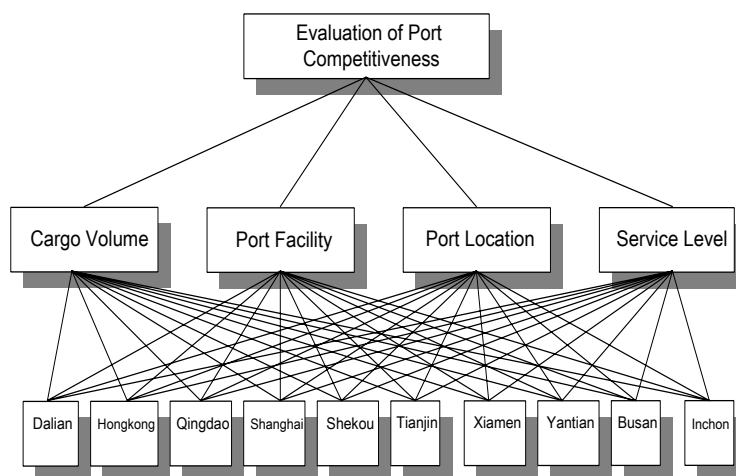 Evaluation of Port
Competitiveness
Cargo Volume
Port Facility
Port Location
Service Level
Dalian
Hongkong
Qingdao
Shanghai
Shekou
Tianjin
Xiamen
Yantian
Busan
Inchon